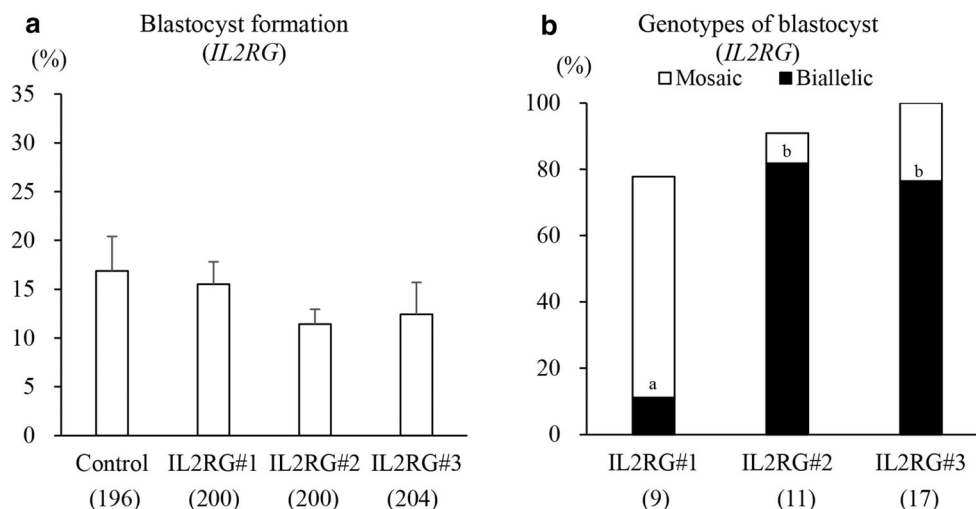 a
Blastocyst formation
(IL2RG)
(%)
35
30
25
20
15
10
5
0
Control IL2RG#1 IL2RG#2 IL2RG#3
(196) (200) (200) (204)
b
Genotypes of blastocyst
(IL2RG)
(%)
Mosaic Biallelic
100
80
60
40
20
0
a
b
b
IL2RG#1 IL2RG#2 IL2RG#3
(9) (11) (17)